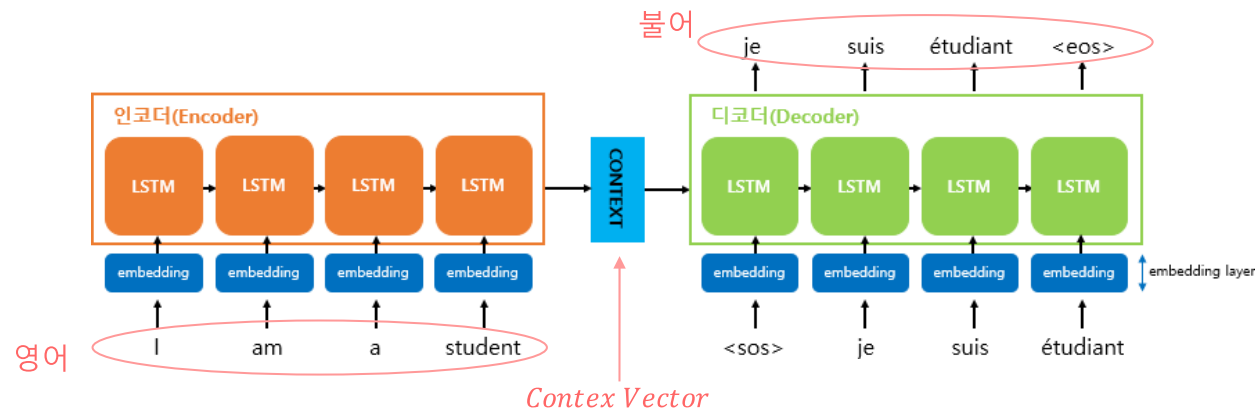 불어
je suis étudiant <eos>
인코더(Encoder) 디코더(Decoder)
LSTM LSTM LSTM LSTM CONTEXT LSTM LSTM LSTM LSTM
embedding embedding embedding embedding embedding embedding embedding embedding embedding layer
영어 I am a student <sos> je suis étudiant
Contex Vector